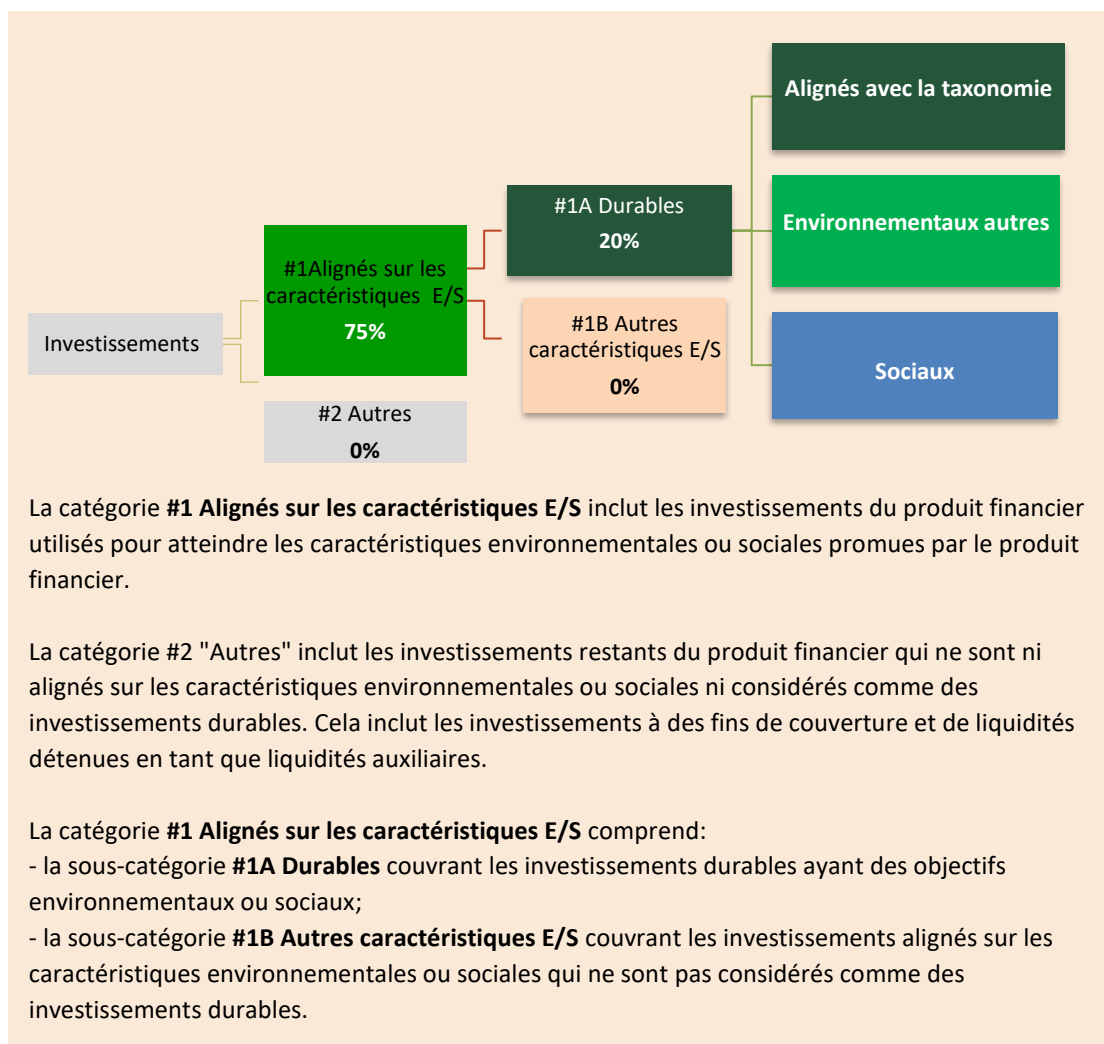 Investissements
#1Alignés sur les
caractéristiques E/S
75%
#2 Autres
0%
#1A Durables
20%
#1B Autres
caractéristiques E/S
0%
Alignés avec la taxonomie
Environnementaux autres
Sociaux
La catégorie #1 Alignés sur les caractéristiques E/S inclut les investissements du produit financier
utilisés pour atteindre les caractéristiques environnementales ou sociales promues par le produit
financier.
La catégorie #2 "Autres" inclut les investissements restants du produit financier qui ne sont ni
alignés sur les caractéristiques environnementales ou sociales ni considérés comme des
investissements durables. Cela inclut les investissements à des fins de couverture et de liquidités
détenues en tant que liquidités auxiliaires.
La catégorie #1 Alignés sur les caractéristiques E/S comprend:
- la sous-catégorie #1A Durables couvrant les investissements durables ayant des objectifs
environnementaux ou sociaux;
- la sous-catégorie #1B Autres caractéristiques E/S couvrant les investissements alignés sur les
caractéristiques environnementales ou sociales qui ne sont pas considérés comme des
investissements durables.